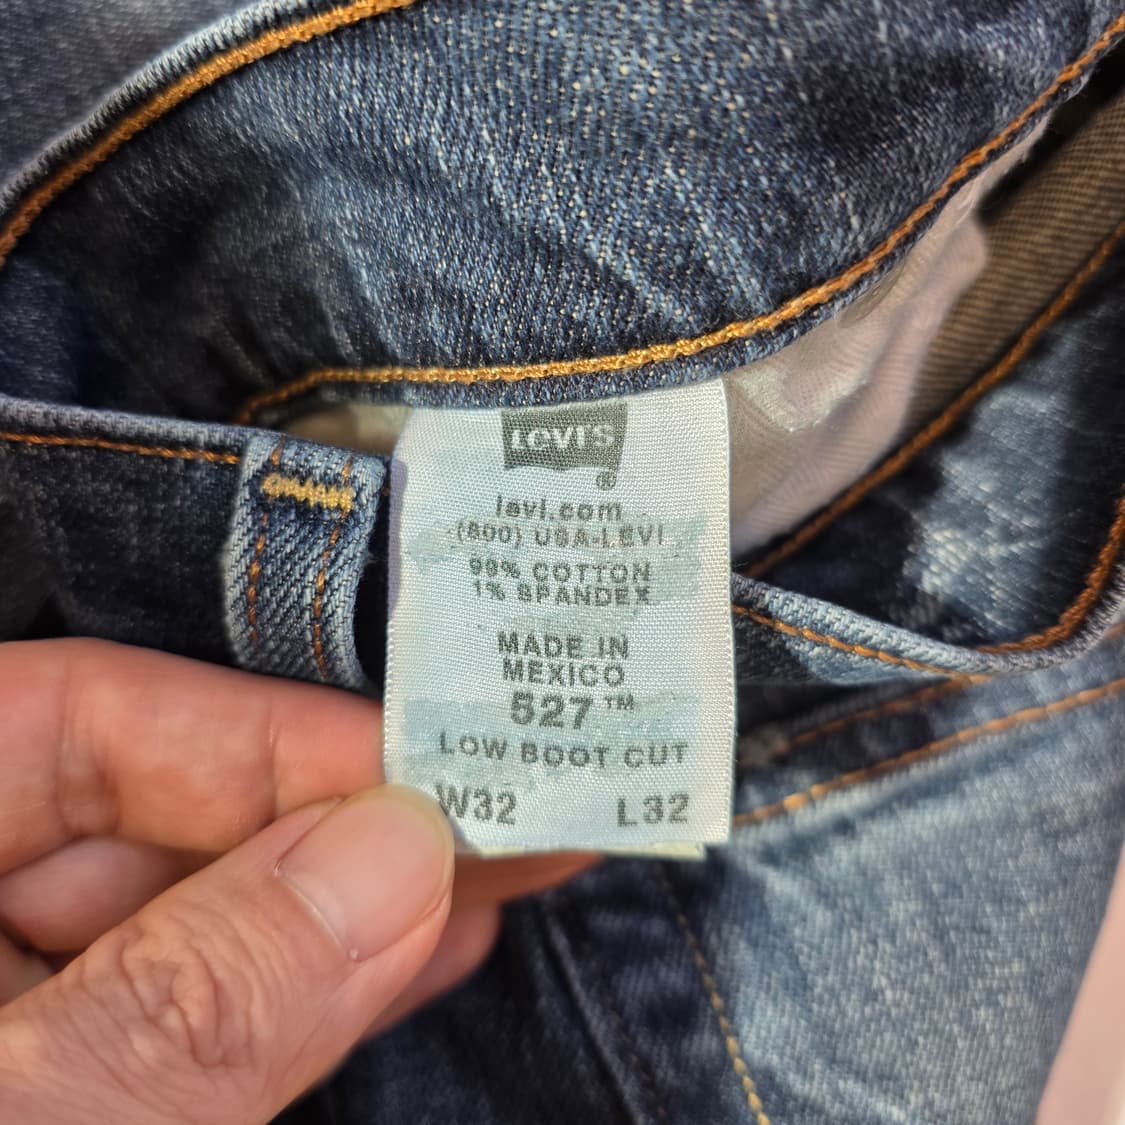 LEVI'S
®
levi.com
(800) USA-LEVI
99% COTTON
1% SPANDEX
MADE IN
MEXICO
527™
LOW BOOT CUT
W32 L32